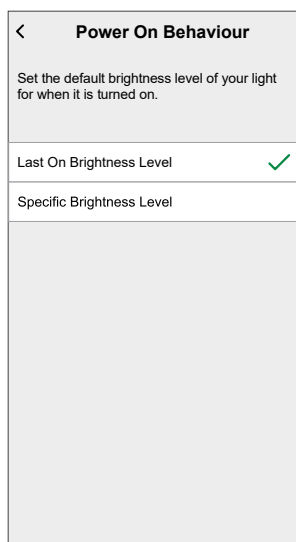 Power On Behaviour
Set the default brightness level of your light
for when it is turned on.
Last On Brightness Level
Specific Brightness Level